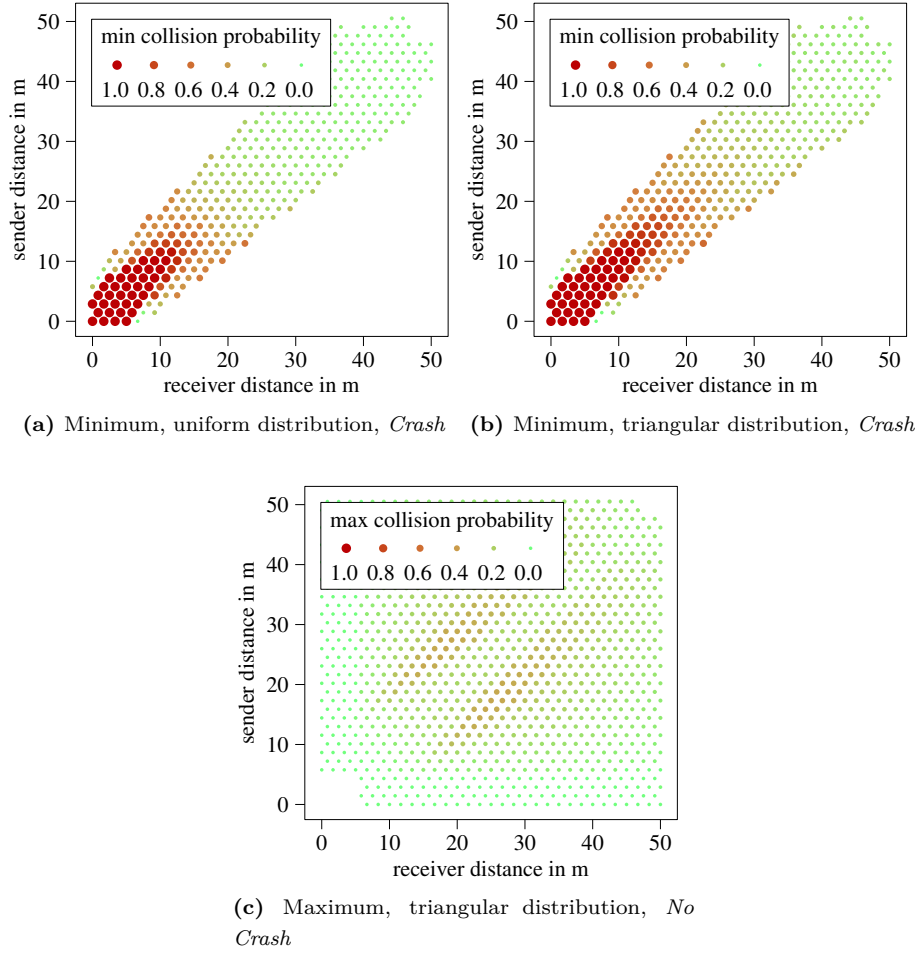 min collision probability
1.0 0.8 0.6 0.4 0.2 0.0
50
40
30
20
10
0
sender distance in m
0 10 20 30 40 50
receiver distance in m
(a) Minimum, uniform distribution, Crash
min collision probability
1.0 0.8 0.6 0.4 0.2 0.0
50
40
30
20
10
0
sender distance in m
0 10 20 30 40 50
receiver distance in m
(b) Minimum, triangular distribution, Crash
max collision probability
1.0 0.8 0.6 0.4 0.2 0.0
50
40
30
20
10
0
sender distance in m
0 10 20 30 40 50
receiver distance in m
(c) Maximum, triangular distribution, No
Crash